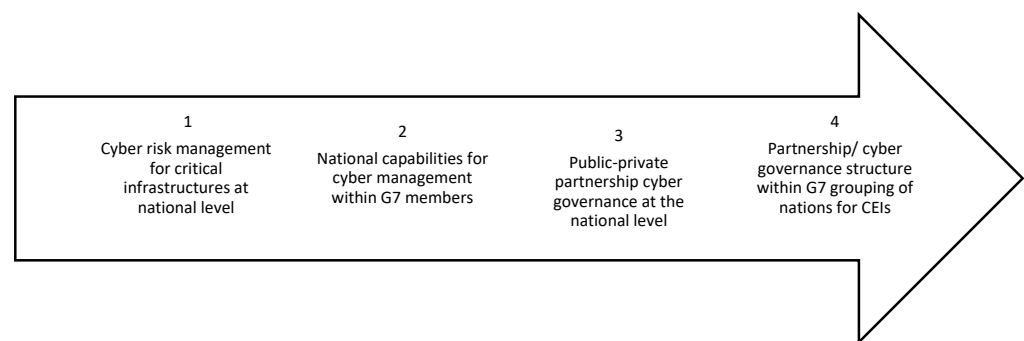 1
Cyber risk management
for critical
infrastructures at
national level
2
National capabilities for
cyber management
within G7 members
3
Public-private
partnership cyber
governance at the
national level
4
Partnership/ cyber
governance structure
within G7 grouping of
nations for CEIs